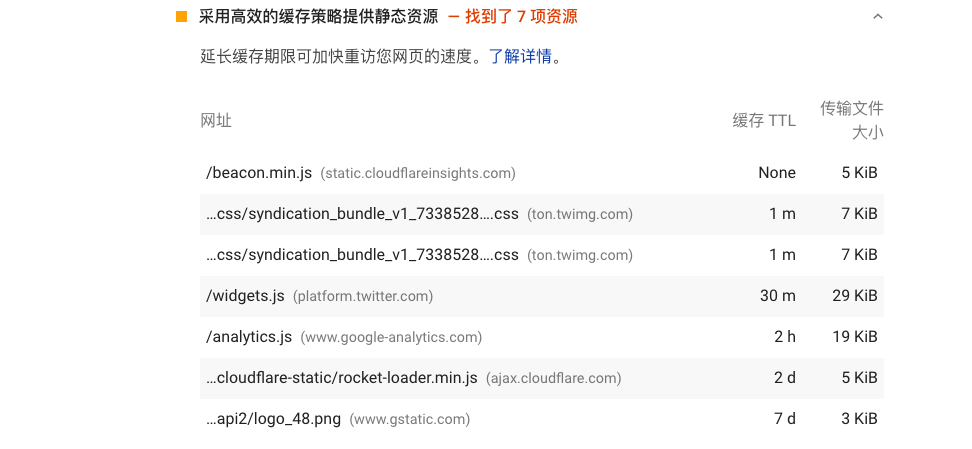 采用高效的缓存策略提供静态资源 — 找到了 7 项资源
延长缓存期限可加快重访您网页的速度。了解详情。
网址 缓存 TTL 传输文件
大小
/beacon.min.js (static.cloudflareinsights.com) None 5 KiB
…css/syndication_bundle_v1_7338528….css (ton.twimg.com) 1 m 7 KiB
…css/syndication_bundle_v1_7338528….css (ton.twimg.com) 1 m 7 KiB
/widgets.js (platform.twitter.com) 30 m 29 KiB
/analytics.js (www.google-analytics.com) 2 h 19 KiB
…cloudflare-static/rocket-loader.min.js (ajax.cloudflare.com) 2 d 5 KiB
…api2/logo_48.png (www.gstatic.com) 7 d 3 KiB